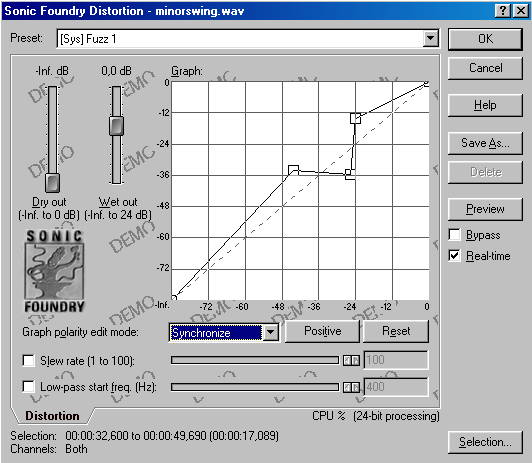 Sonic Foundry Distortion - minorswing.wav
Preset: [Sys] Fuzz 1
OK
Cancel
Help
Save As...
Delete
Preview
Bypass
Real-time
-Inf. dB 0,0 dB
Dry out Wet out
(-Inf. to 0 dB) (-Inf. to 24 dB)
Graph:
0
-12
-24
-36
-48
-60
-72
-Inf.
-72 -60 -48 -36 -24 -12 0
DEMO DEMO DEMO DEMO DEMO DEMO
SONIC
FOUNDRY
Graph polarity edit mode: Synchronize Positive Reset
Slew rate (1 to 100): 100
Low-pass start freq. (Hz): 400
Distortion
CPU % (24-bit processing)
Selection: 00:00:32,600 to 00:00:49,690 (00:00:17,089)
Channels: Both
Selection...